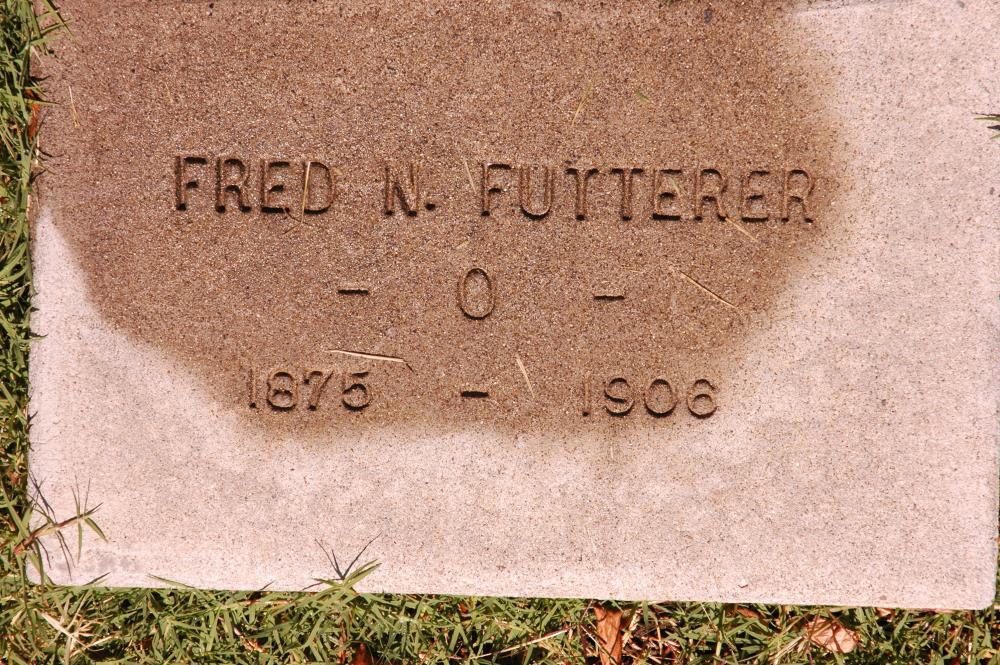 FRED N. FUTTERER
- O -
1875 - 1906